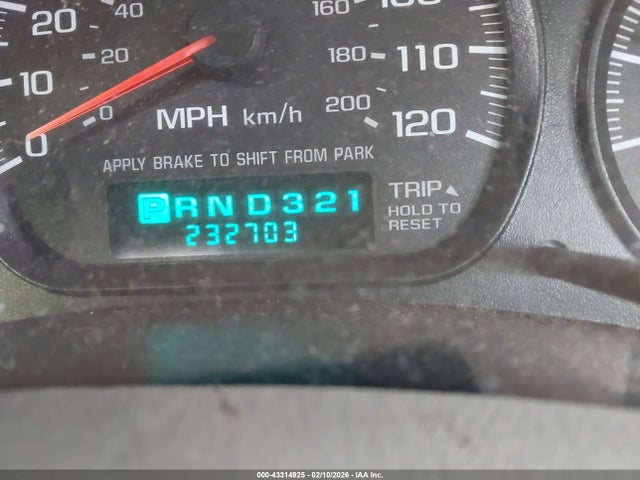 20 40 160 100
10 20 180 110
0 0 MPH km/h 200 120
APPLY BRAKE TO SHIFT FROM PARK
PRND321
232703
TRIP
HOLD TO
RESET
000-43314925 - 02/10/2026 - IAA Inc.